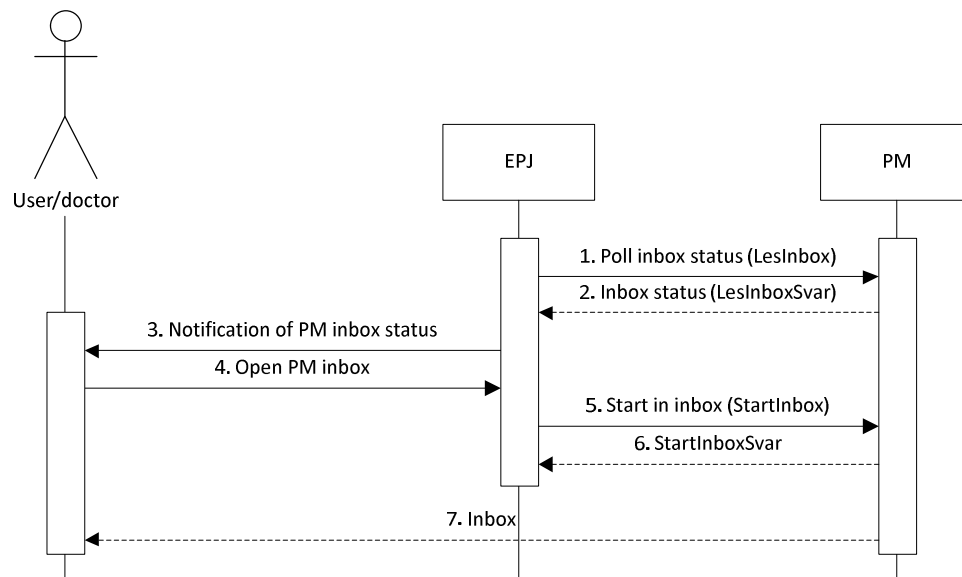 User/doctor
EPJ
PM
1. Poll inbox status (LesInbox)
2. Inbox status (LesInboxSvar)
3. Notification of PM inbox status
4. Open PM inbox
5. Start in inbox (StartInbox)
6. StartInboxSvar
7. Inbox